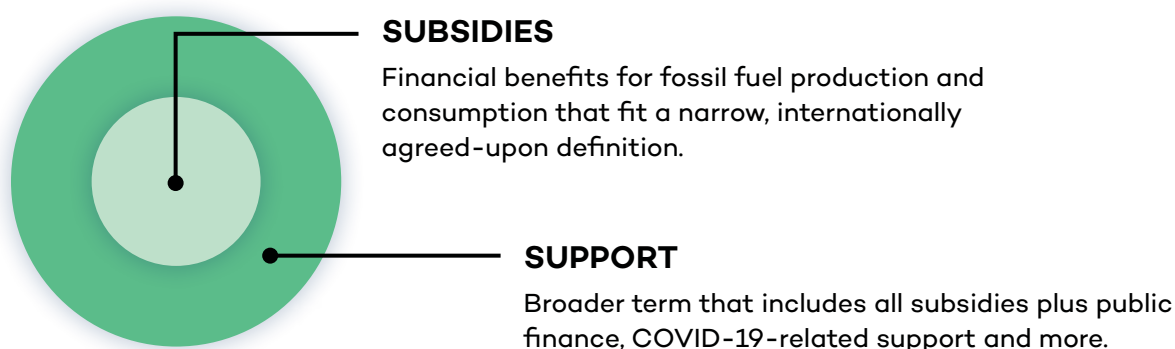 SUBSIDIES
Financial benefits for fossil fuel production and
consumption that fit a narrow, internationally
agreed-upon definition.
SUPPORT
Broader term that includes all subsidies plus public
finance, COVID-19-related support and more.